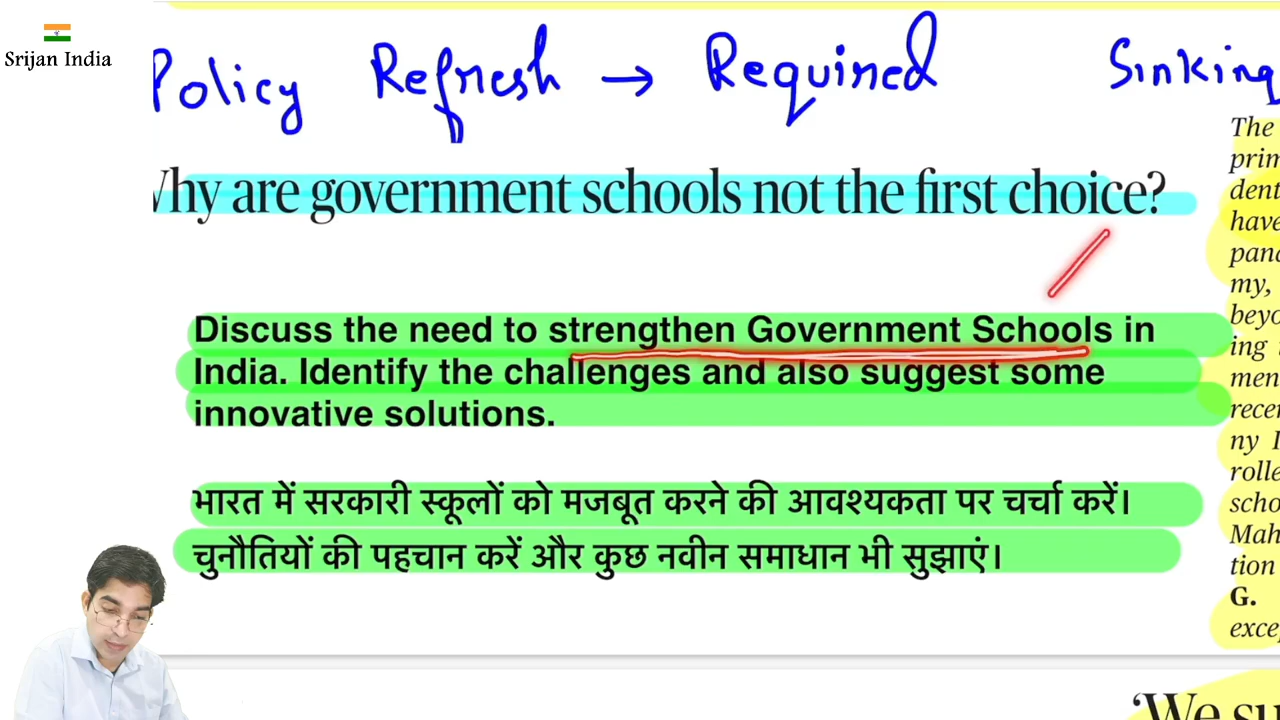 Srijan India
Policy Refresh → Required
Sinking
Why are government schools not the first choice?
Discuss the need to strengthen Government Schools in
India. Identify the challenges and also suggest some
innovative solutions.
भारत में सरकारी स्कूलों को मजबूत करने की आवश्यकता पर चर्चा करें।
चुनौतियों की पहचान करें और कुछ नवीन समाधान भी सुझाएं।
The
prim
dent
have
pand
my,
beyo
ing
men
recen
ny I
rolle
scho
Mah
tion
G.
excep
'We su